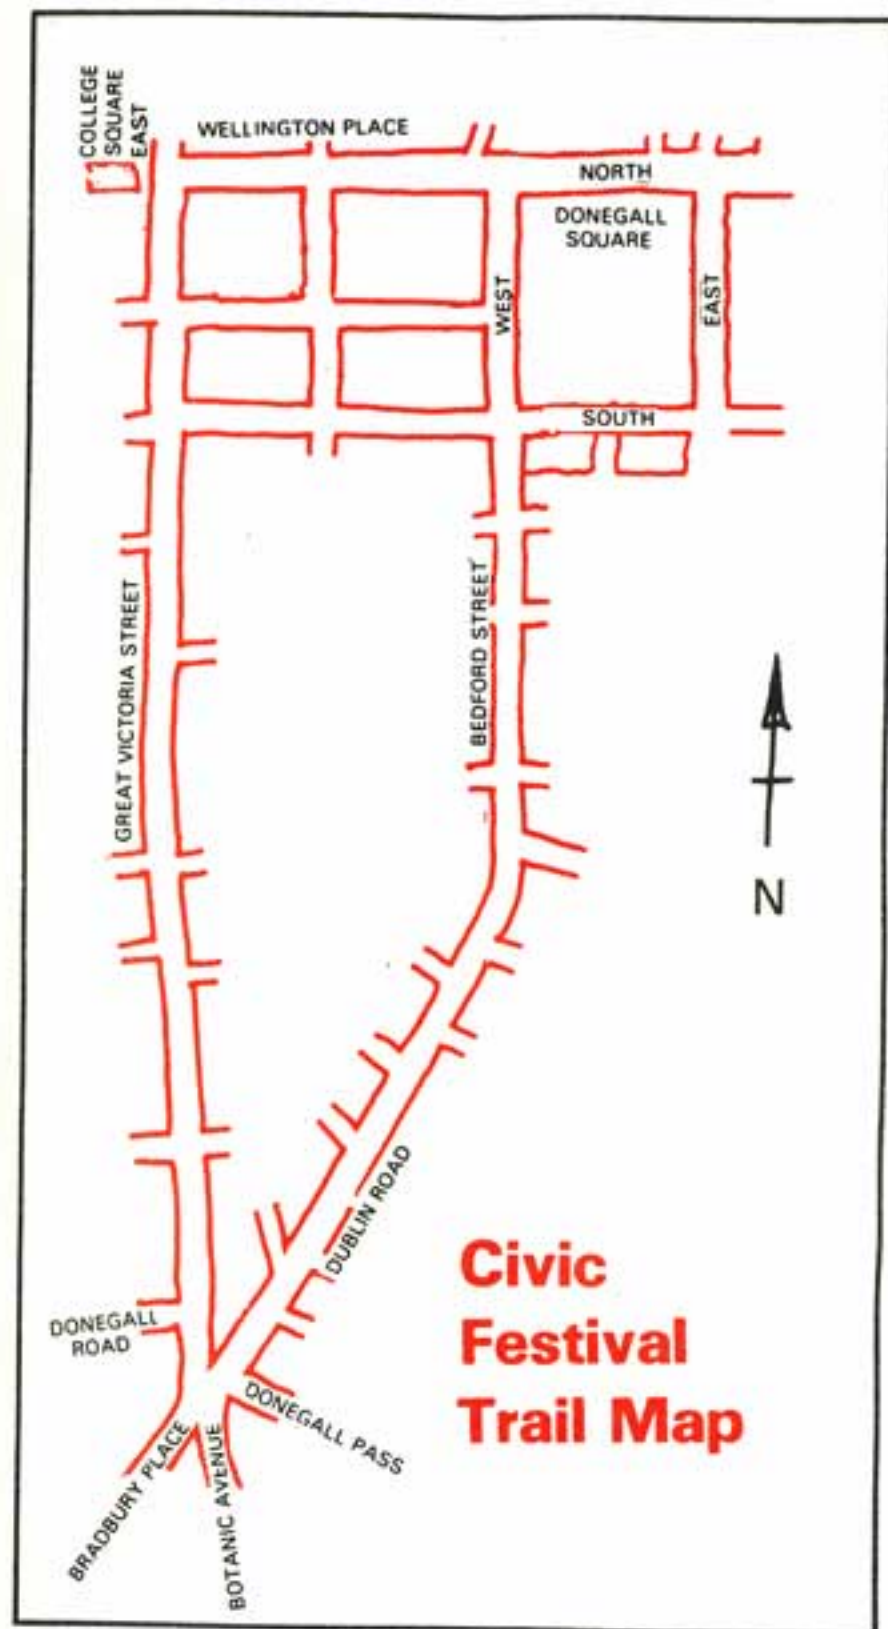 COLLEGE
SQUARE
EAST
WELLINGTON PLACE
NORTH
DONEGALL
SQUARE
WEST
EAST
SOUTH
GREAT VICTORIA STREET
BEDFORD STREET
N
DUBLIN ROAD
Civic
Festival
Trail Map
DONEGALL
ROAD
DONEGALL PASS
BRADBURY PLACE
BOTANIC AVENUE